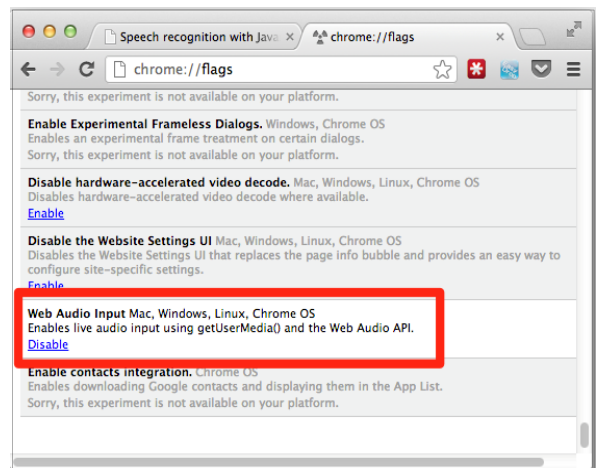 Speech recognition with Java
chrome://flags
chrome://flags
Sorry, this experiment is not available on your platform.
Enable Experimental Frameless Dialogs. Windows, Chrome OS
Enables an experimental frame treatment on certain dialogs.
Sorry, this experiment is not available on your platform.
Disable hardware-accelerated video decode. Mac, Windows, Linux, Chrome OS
Disables hardware-accelerated video decode where available.
Enable
Disable the Website Settings UI Mac, Windows, Linux, Chrome OS
Disables the Website Settings UI that replaces the page info bubble and provides an easy way to
configure site-specific settings.
Enable
Web Audio Input Mac, Windows, Linux, Chrome OS
Enables live audio input using getUserMedia() and the Web Audio API.
Disable
Enable contacts integration. Chrome OS
Enables downloading Google contacts and displaying them in the App List.
Sorry, this experiment is not available on your platform.